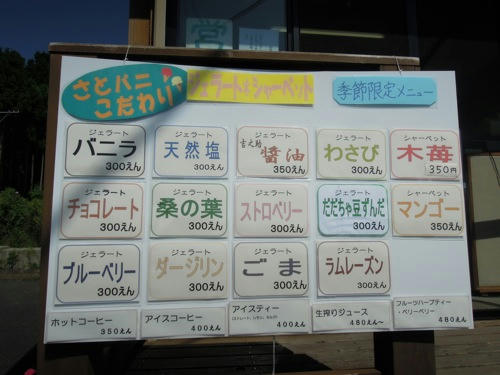 営
さとバニ
こだわり
ジェラート&シャーベット
季節限定メニュー
ジェラート
バニラ
300えん
ジェラート
天然塩
300えん
ジェラート
吉之助 醤油
350えん
ジェラート
わさび
300えん
シャーベット
木苺
350円
ジェラート
チョコレート
300えん
ジェラート
桑の葉
300えん
ジェラート
ストロベリー
300えん
ジェラート
だだちゃ豆ずんだ
300えん
シャーベット
マンゴー
350えん
ジェラート
ブルーベリー
300えん
ジェラート
ダージリン
300えん
ジェラート
ごま
300えん
ジェラート
ラムレーズン
300えん
ホットコーヒー
350えん
アイスコーヒー
400えん
アイスティー
400えん
生搾りジュース
480えん〜
フルーツハーブティー
・ベリーベリー
480えん